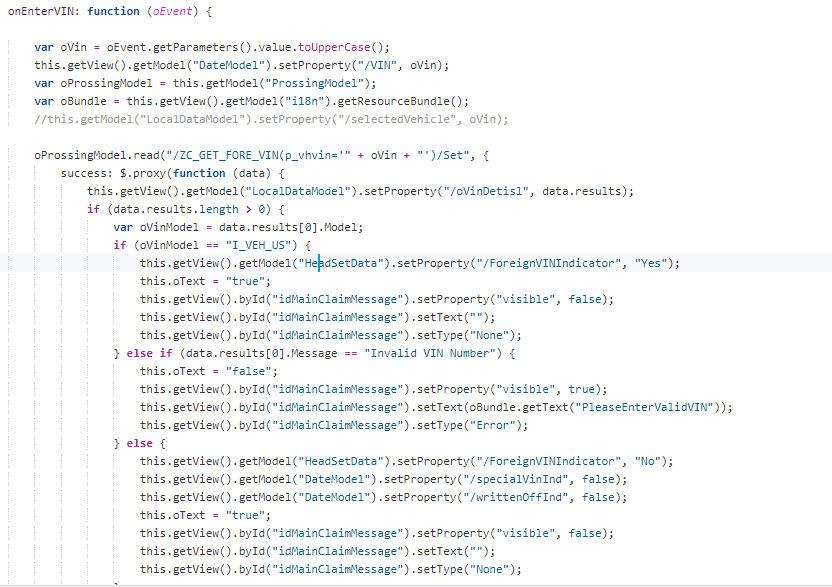 onEnterVIN: function (oEvent) {
var oVin = oEvent.getParameters().value.toUpperCase();
this.getView().getModel("DateModel").setProperty("/VIN", oVin);
var oProssingModel = this.getModel("ProssingModel");
var oBundle = this.getView().getModel("i18n").getResourceBundle();
//this.getModel("LocalDataModel").setProperty("/selectedVehicle", oVin);
oProssingModel.read("/ZC_GET_FORE_VIN(p_vhvin='" + oVin + "')/Set", {
success: $.proxy(function (data) {
this.getView().getModel("LocalDataModel").setProperty("/oVinDetisl", data.results);
if (data.results.length > 0) {
var oVinModel = data.results[0].Model;
if (oVinModel == "I_VEH_US") {
this.getView().getModel("HeadSetData").setProperty("/ForeignVINIndicator", "Yes");
this.oText = "true";
this.getView().byId("idMainClaimMessage").setProperty("visible", false);
this.getView().byId("idMainClaimMessage").setText("");
this.getView().byId("idMainClaimMessage").setType("None");
} else if (data.results[0].Message == "Invalid VIN Number") {
this.oText = "false";
this.getView().byId("idMainClaimMessage").setProperty("visible", true);
this.getView().byId("idMainClaimMessage").setText(oBundle.getText("PleaseEnterValidVIN"));
this.getView().byId("idMainClaimMessage").setType("Error");
} else {
this.getView().getModel("HeadSetData").setProperty("/ForeignVINIndicator", "No");
this.getView().getModel("DateModel").setProperty("/specialVinInd", false);
this.getView().getModel("DateModel").setProperty("/writtenOffInd", false);
this.oText = "true";
this.getView().byId("idMainClaimMessage").setProperty("visible", false);
this.getView().byId("idMainClaimMessage").setText("");
this.getView().byId("idMainClaimMessage").setType("None");